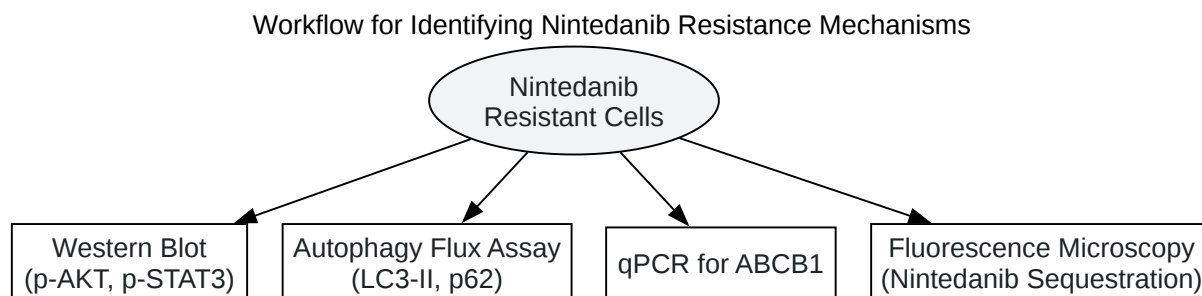 Workflow for Identifying Nintedanib Resistance Mechanisms
Nintedanib
Resistant Cells
Western Blot
(p-AKT, p-STAT3)
Autophagy Flux Assay
(LC3-II, p62)
qPCR for ABCB1
Fluorescence Microscopy
(Nintedanib Sequestration)